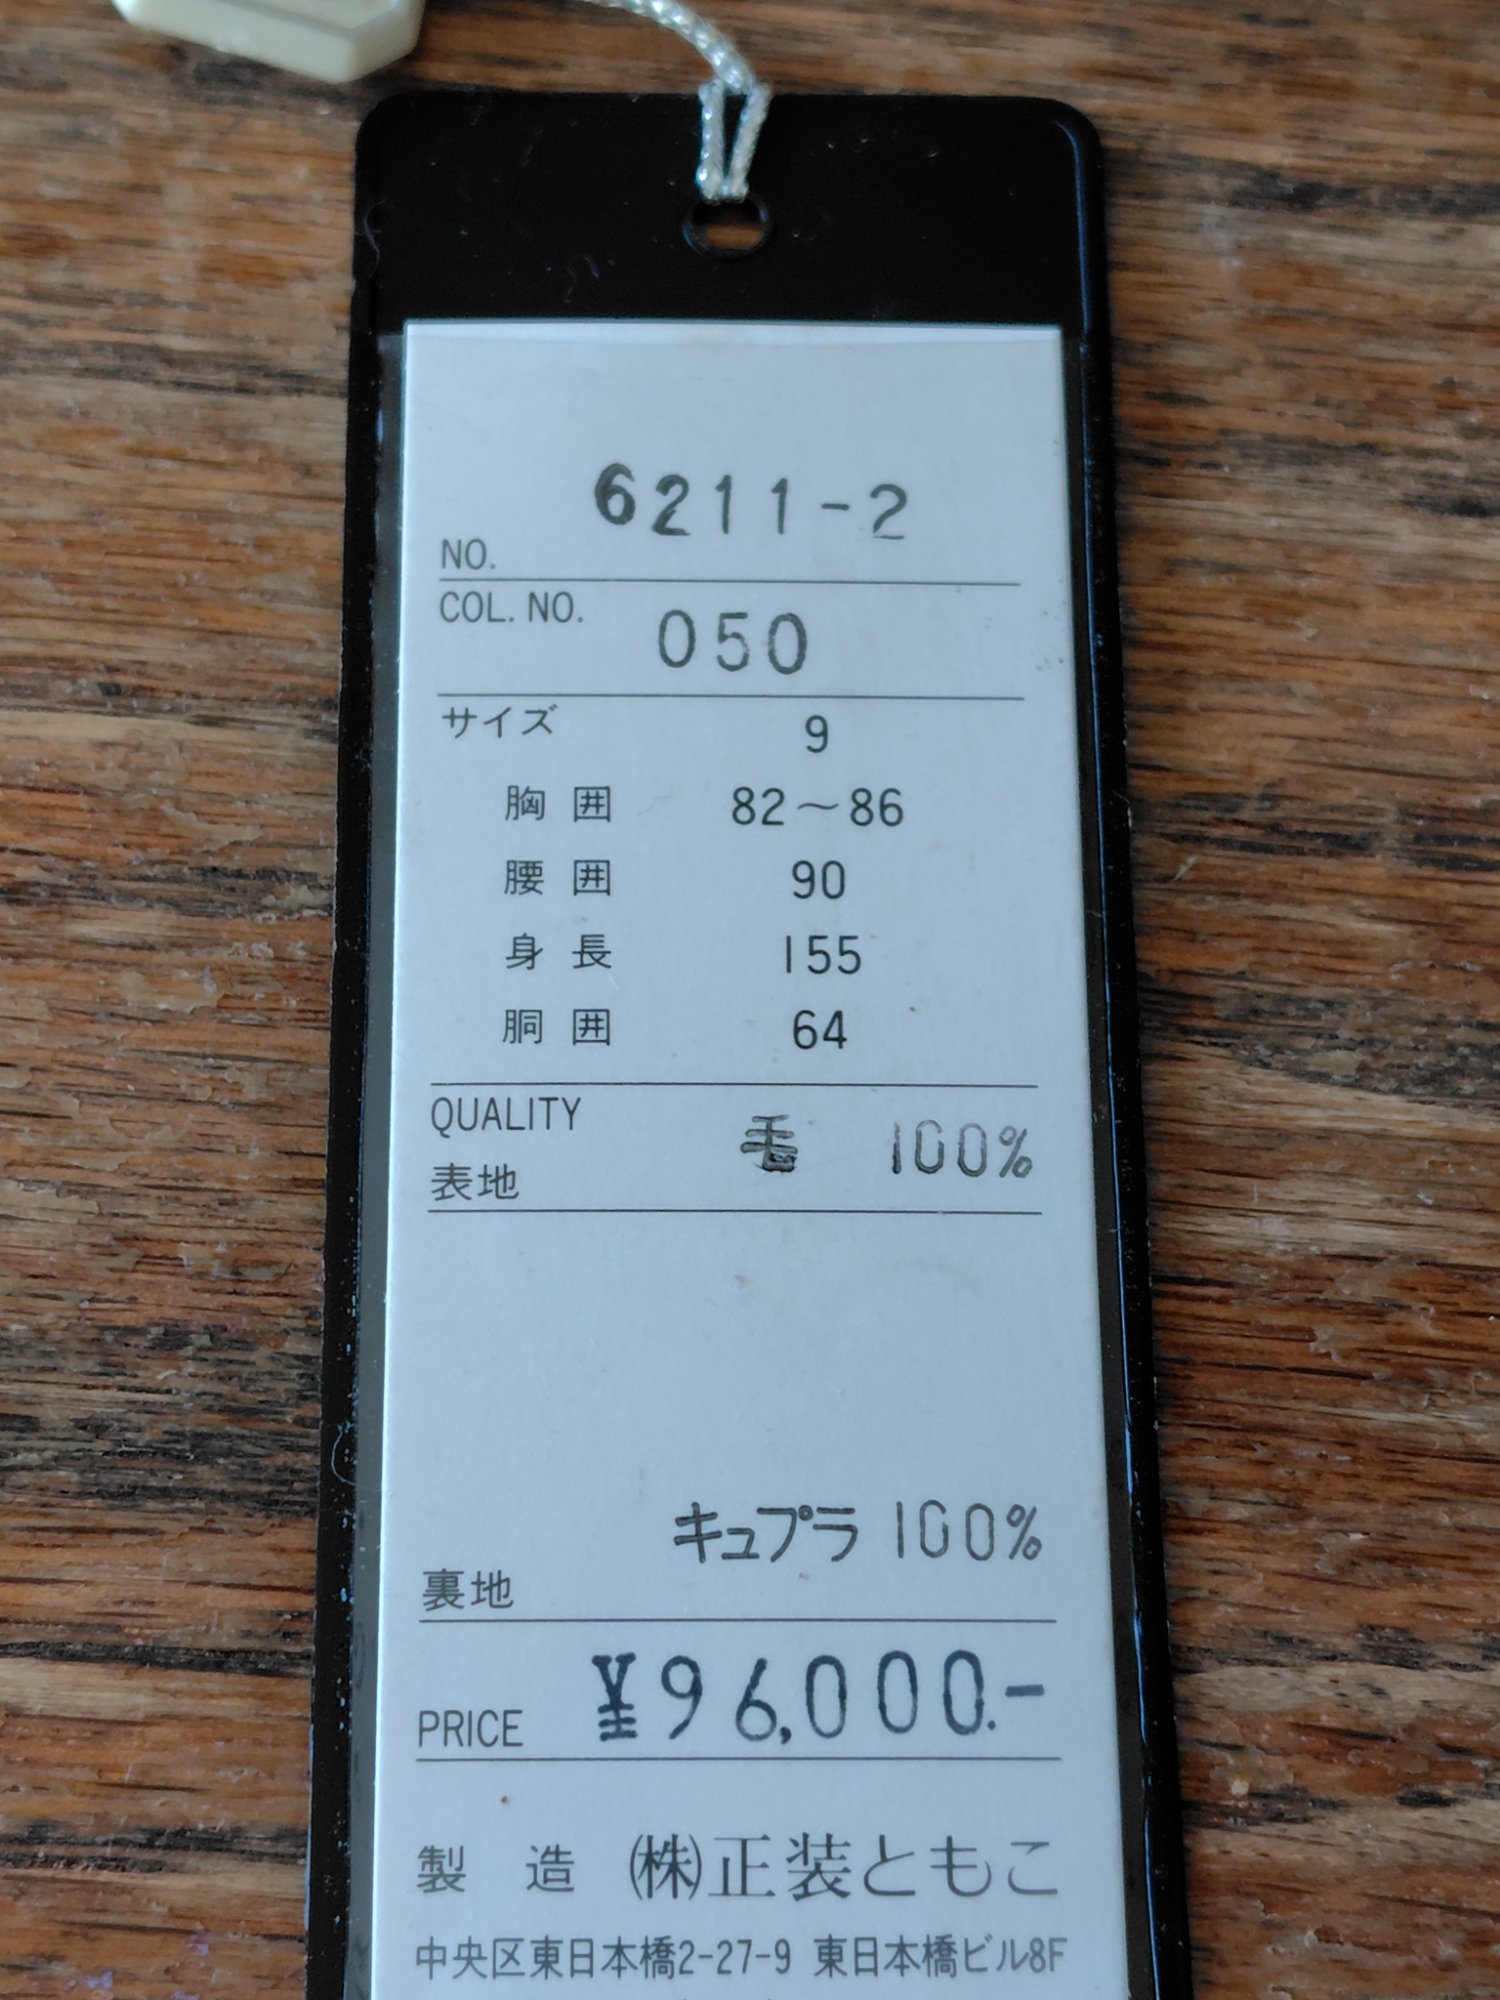 6211-2
NO.
COL. NO. 050
サイズ 9
胸囲 82～86
腰囲 90
身長 155
胴囲 64
QUALITY
毛 100%
表地
キュプラ 100%
裏地
PRICE ¥96,000.-
製造 ㈱正装ともこ
中央区東日本橋2-27-9 東日本橋ビル8F